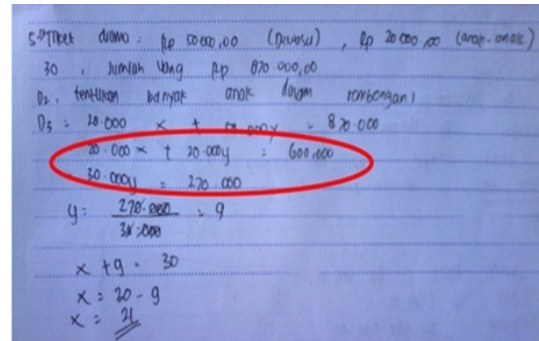 5. Tiket drama : Rp 50.000,00 (Dewasa) , Rp 20 000,00 (anak-anak)
30 , Jumlah Uang Rp 870.000,00
D2 . tentukan banyak anak dalam rombongan !
D3 = 20.000 x + 50.000y = 870.000
20.000x + 20.000y = 600.000
30.000y = 270.000
y = 270.000 = 9
30.000
x + 9 = 30
x = 20 - 9
x = 21